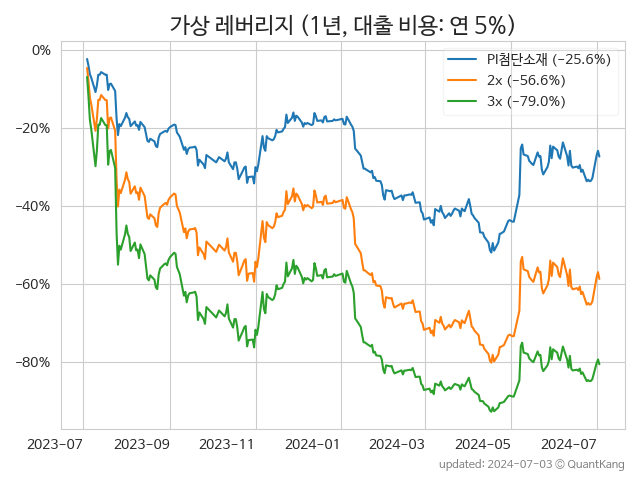 가상 레버리지 (1년, 대출 비용: 연 5%)
PI첨단소재 (−25.6%)
2x (−56.6%)
3x (−79.0%)
0%
−20%
−40%
−60%
−80%
2023-07 2023-09 2023-11 2024-01 2024-03 2024-05 2024-07
updated: 2024-07-03 © QuantKang